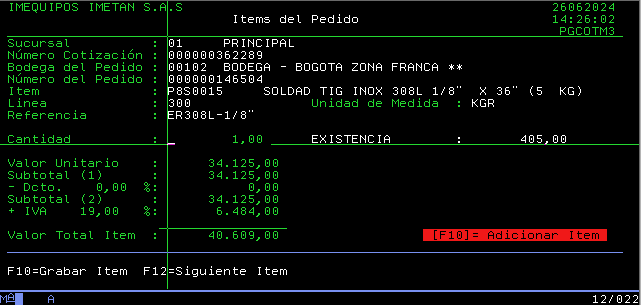 IMEQUIPOS IMETAN S.A.S 26062024
Items del Pedido 14:26:02
PGCOTM3
Sucursal : 01 PRINCIPAL
Número Cotización : 000000362289
Bodega del Pedido : 00102 BODEGA - BOGOTA ZONA FRANCA **
Número del Pedido : 000000146504
Item : P8S0015 SOLDAD TIG INOX 308L 1/8" X 36" (5 KG)
Linea : 300 Unidad de Medida : KGR
Referencia : ER308L-1/8"
Cantidad : 1,00 EXISTENCIA : 405,00
Valor Unitario : 34.125,00
Subtotal (1) : 34.125,00
- Dcto. 0,00 %: 0,00
Subtotal (2) : 34.125,00
+ IVA 19,00 %: 6.484,00
Valor Total Item : 40.609,00 [F10]= Adicionar Item
F10=Grabar Item F12=Siguiente Item
MA A 12/022